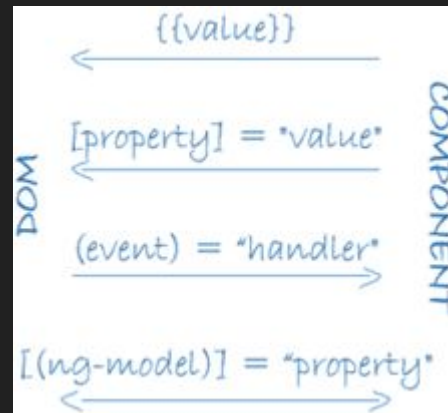 {{value}}
[property] = "value"
(event) = "handler"
[(ng-model)] = "property"
DOM
COMPONENT